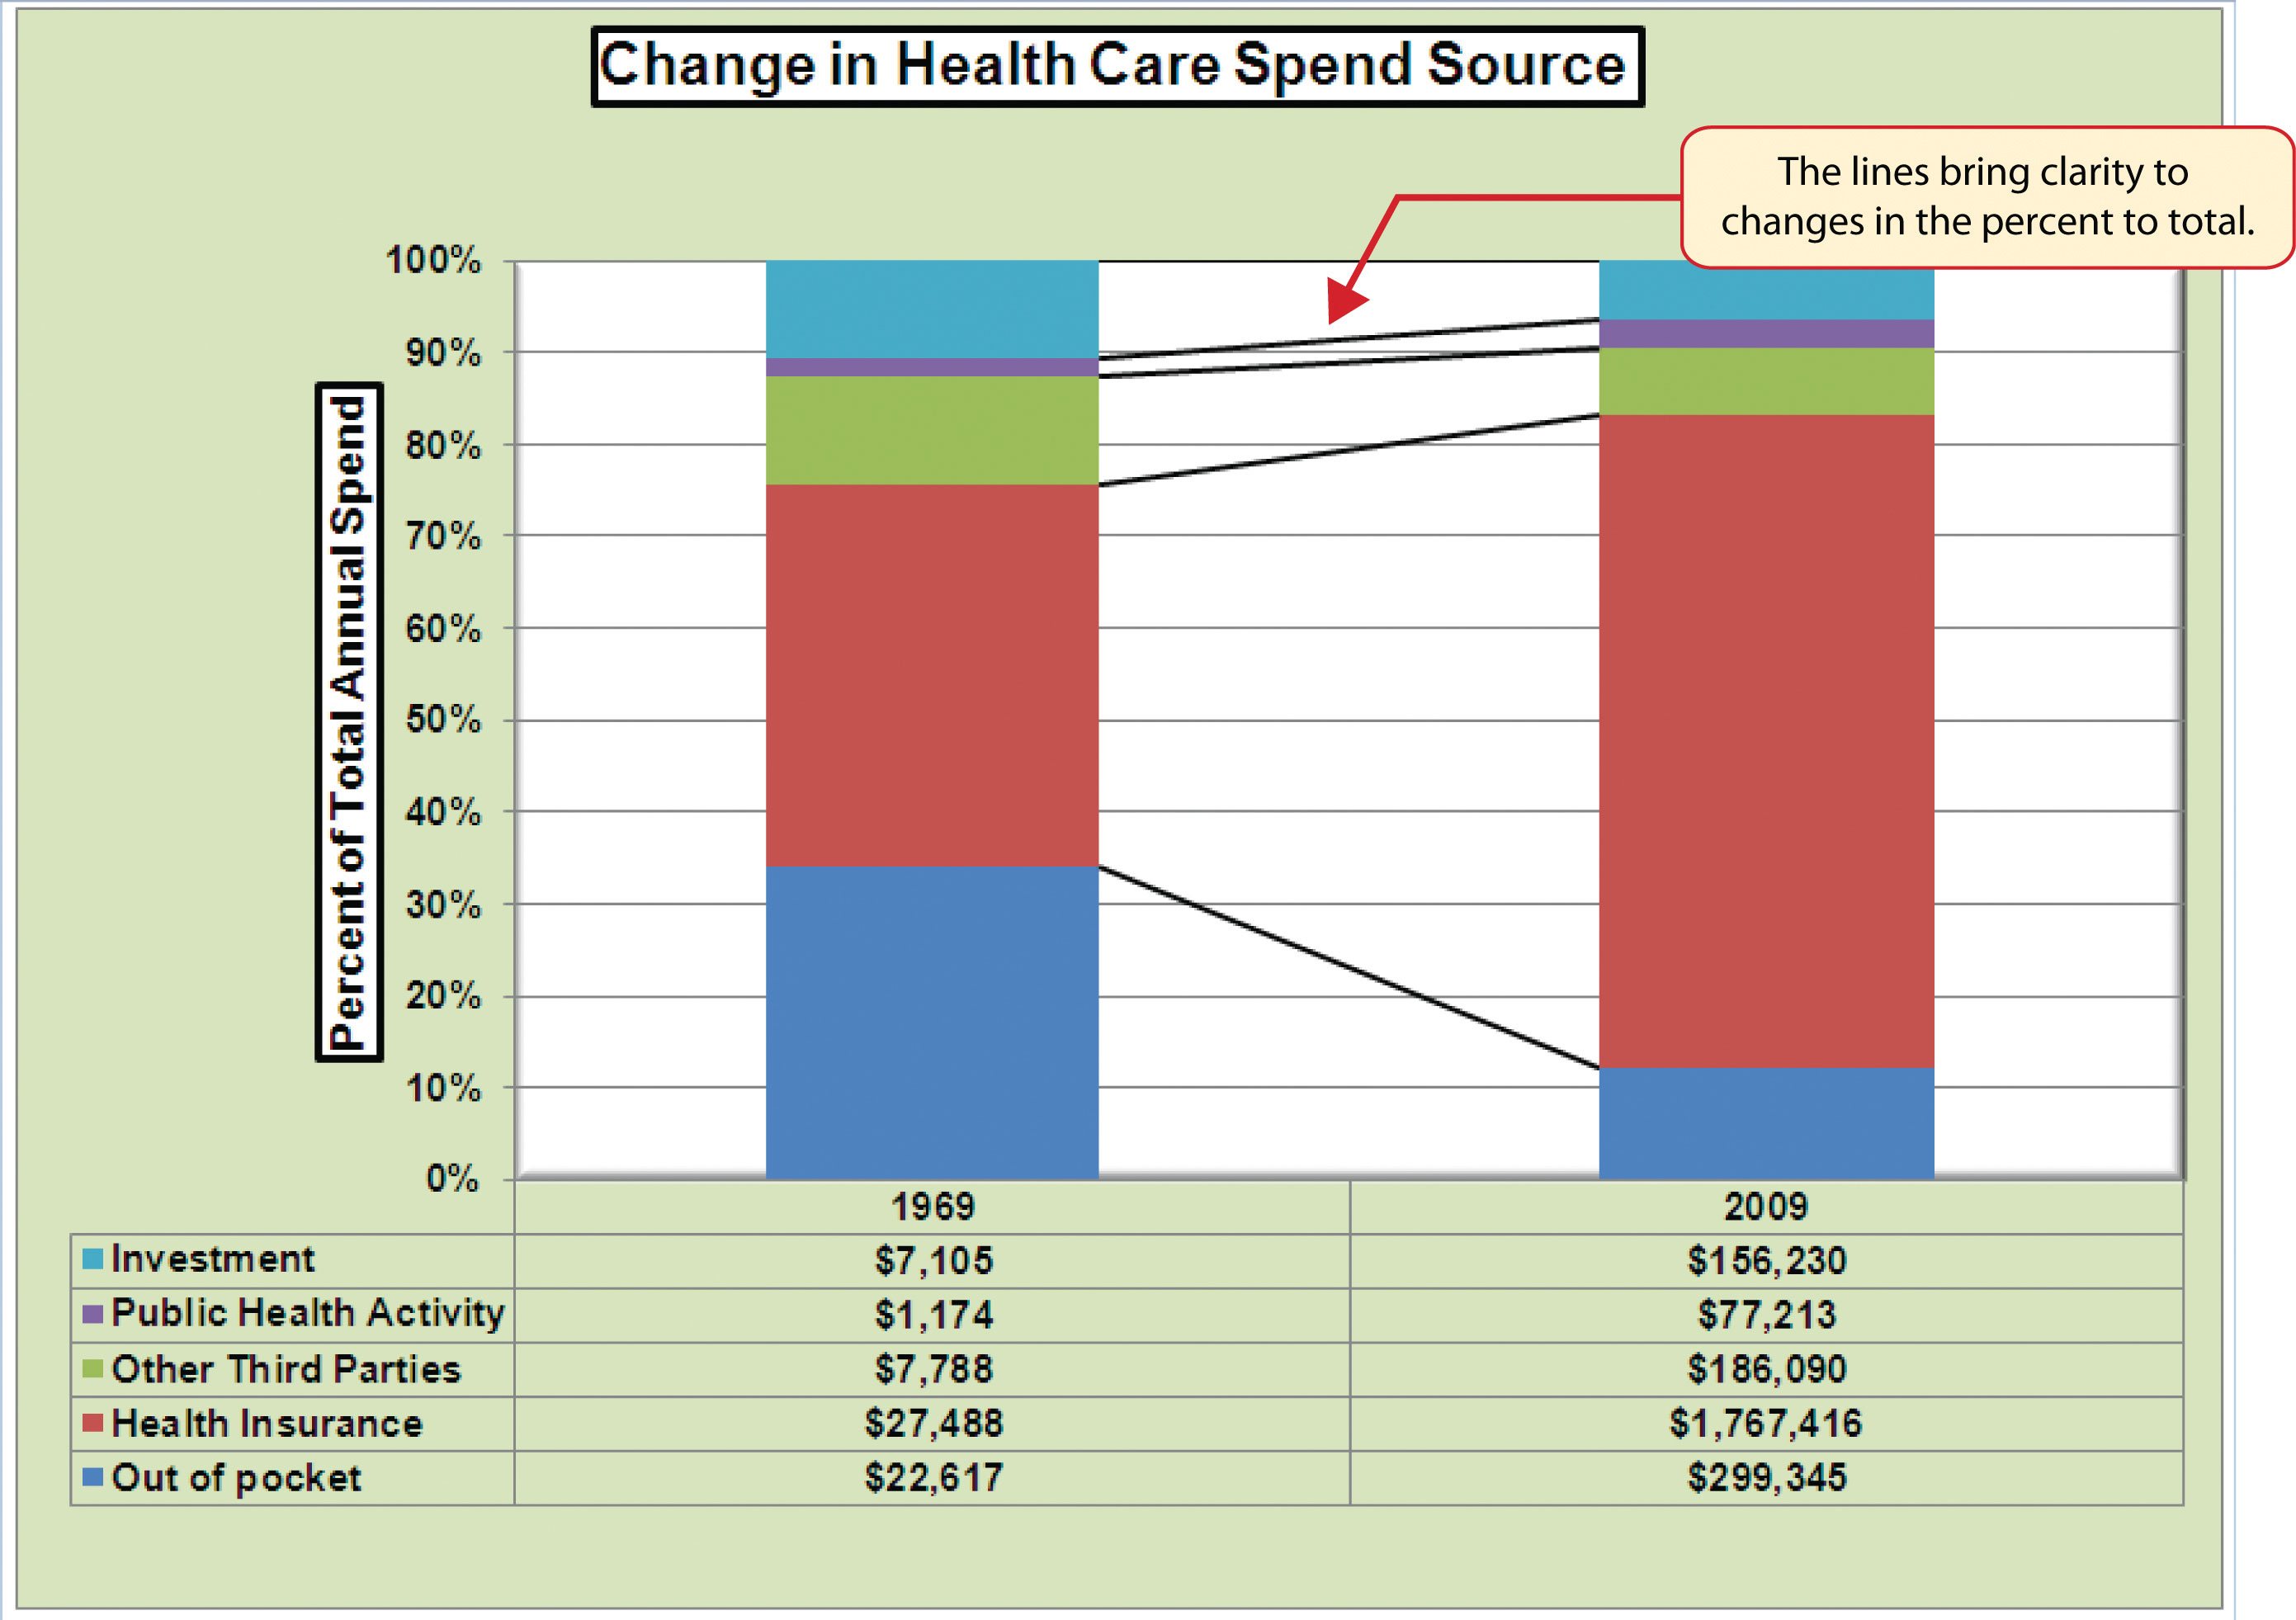 Change in Health Care Spend Source
The lines bring clarity to
changes in the percent to total.
Percent of Total Annual Spend
100%
90%
80%
70%
60%
50%
40%
30%
20%
10%
0%
1969 2009
Investment $7,105 $156,230
Public Health Activity $1,174 $77,213
Other Third Parties $7,788 $186,090
Health Insurance $27,488 $1,767,416
Out of pocket $22,617 $299,345